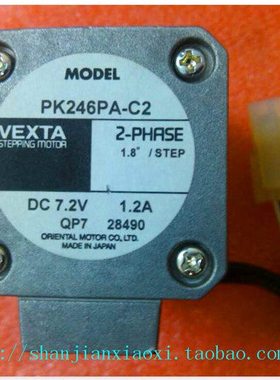 MODEL
PK246PA-C2
VEXTA
STEPPING MOTOR
2-PHASE
1.8° / STEP
DC 7.2V 1.2A
QP7 28490
ORIENTAL MOTOR CO., LTD.
MADE IN JAPAN
http://shanjianxiaoxi.taobao.com